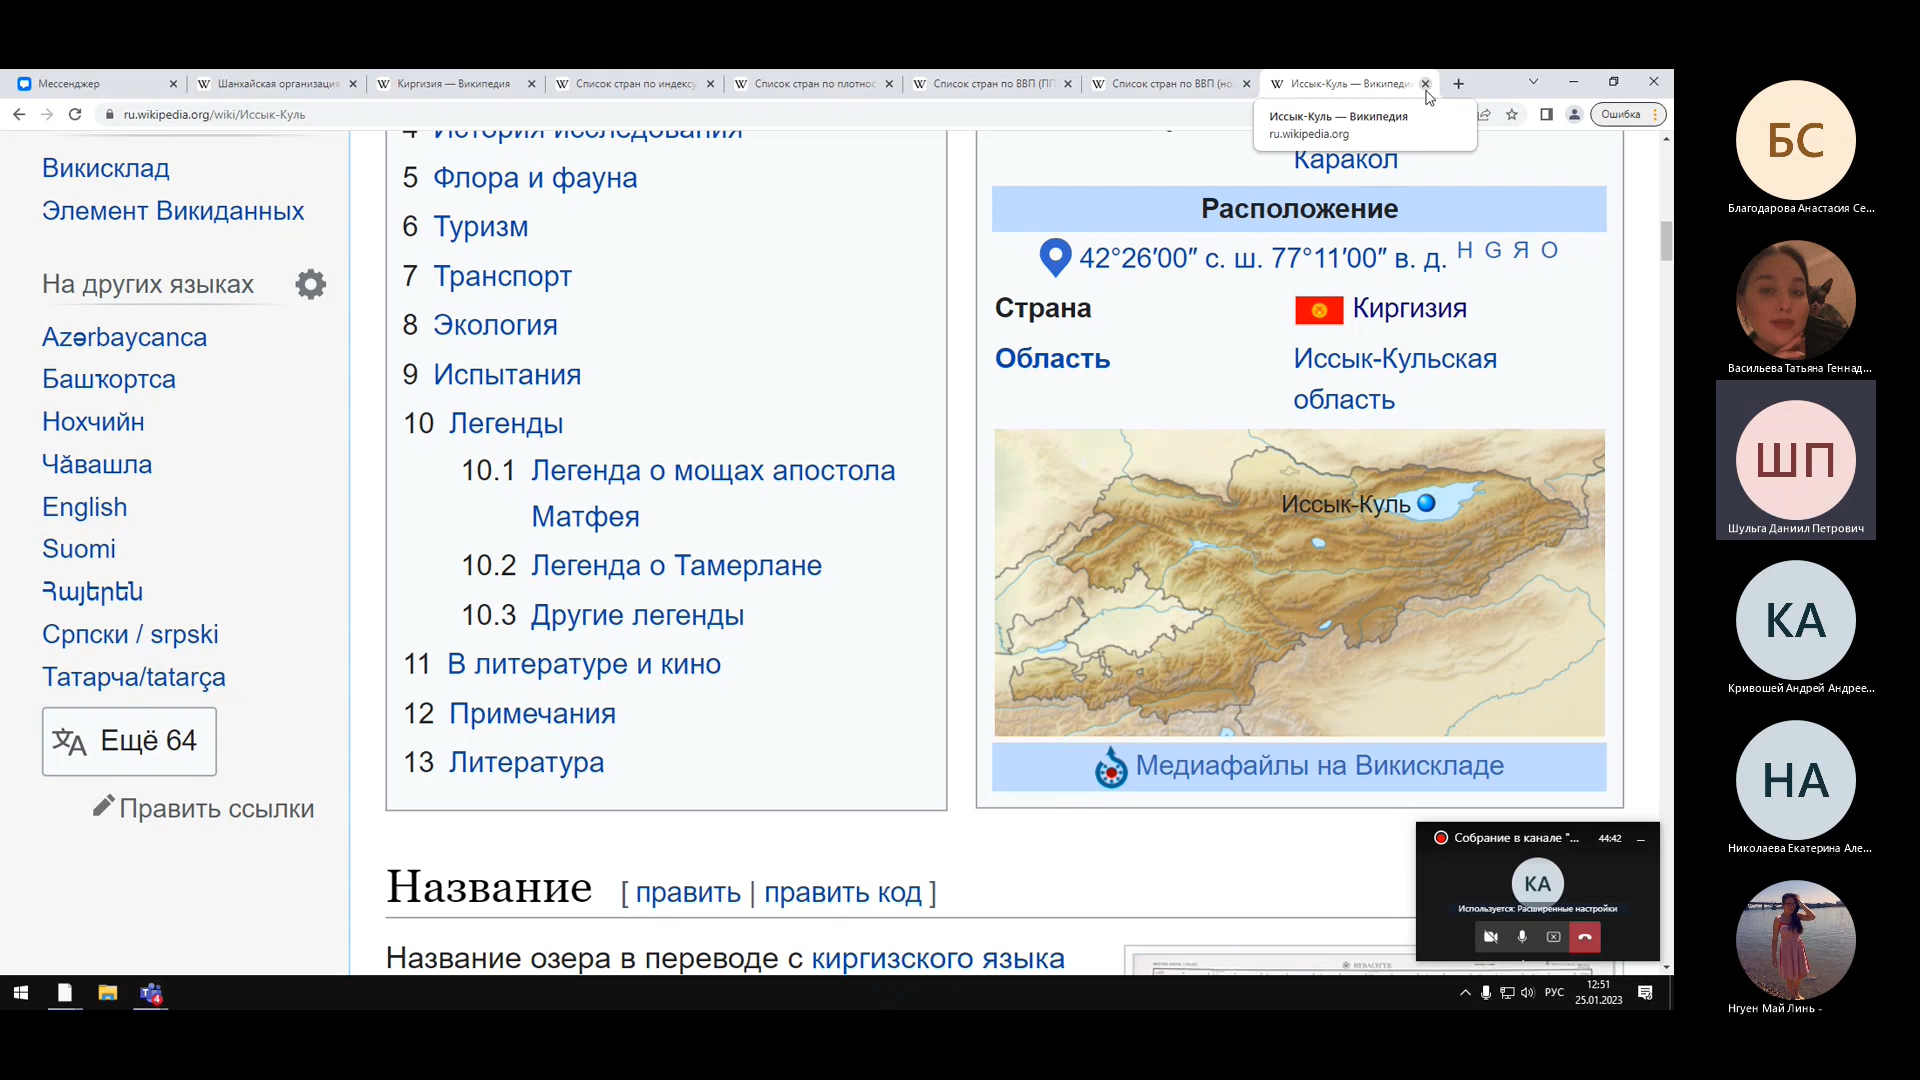 Мессенджер
Шанхайская организация
Киргизия — Википедия
Список стран по индексу
Список стран по плотнос
Список стран по ВВП (ПП
Список стран по ВВП (но
Иссык-Куль — Википеди
ru.wikipedia.org/wiki/Иссык-Куль
Ошибка
Иссык-Куль — Википедия
ru.wikipedia.org
Викисклад
Элемент Викиданных
На других языках
Azərbaycanca
Башҡортса
Нохчийн
Чӑвашла
English
Suomi
Հայերեն
Српски / srpski
Татарча/tatarça
Ещё 64
Править ссылки
4 История исследования
5 Флора и фауна
6 Туризм
7 Транспорт
8 Экология
9 Испытания
10 Легенды
10.1 Легенда о мощах апостола
Матфея
10.2 Легенда о Тамерлане
10.3 Другие легенды
11 В литературе и кино
12 Примечания
13 Литература
Каракол
Расположение
42°26′00″ с. ш. 77°11′00″ в. д. H G Я O
Страна Киргизия
Область Иссык-Кульская
область
Иссык-Куль
Медиафайлы на Викискладе
Название [ править | править код ]
Название озера в переводе с киргизского языка
Собрание в канале "... 44:42
КА
Используется: Расширенные настройки
4
РУС
12:51
25.01.2023
БС
Благодарова Анастасия Се...
Васильева Татьяна Геннад...
ШП
Шульга Даниил Петрович
КА
Кривошей Андрей Андрее...
НА
Николаева Екатерина Але...
Нгуен Май Линь -